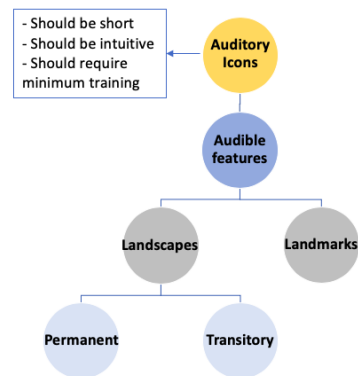 - Should be short
- Should be intuitive
- Should require
minimum training
Auditory
Icons
Audible
features
Landscapes
Landmarks
Permanent
Transitory